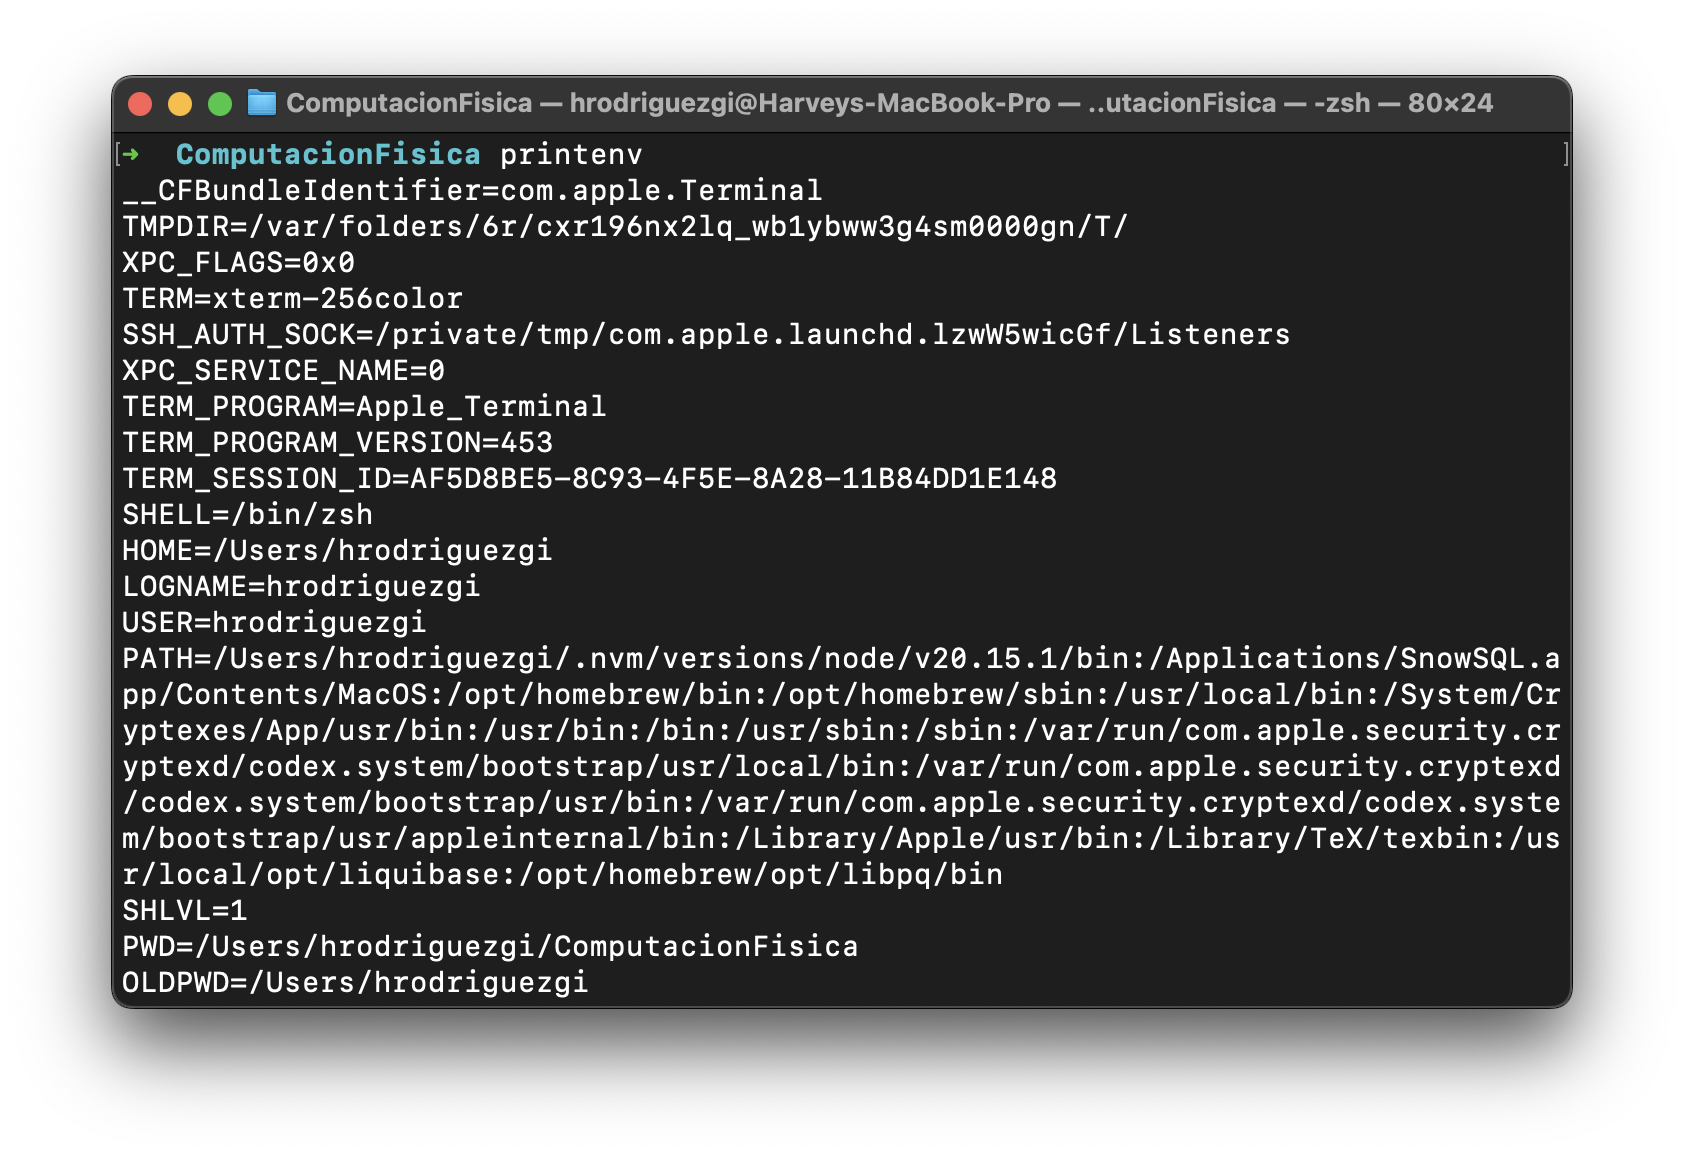 ComputacionFisica — hrodriguezgi@Harveys-MacBook-Pro — ..utacionFisica — -zsh — 80×24
[➜  ComputacionFisica printenv ]
__CFBundleIdentifier=com.apple.Terminal
TMPDIR=/var/folders/6r/cxr196nx2lq_wb1ybww3g4sm0000gn/T/
XPC_FLAGS=0x0
TERM=xterm-256color
SSH_AUTH_SOCK=/private/tmp/com.apple.launchd.lzwW5wicGf/Listeners
XPC_SERVICE_NAME=0
TERM_PROGRAM=Apple_Terminal
TERM_PROGRAM_VERSION=453
TERM_SESSION_ID=AF5D8BE5-8C93-4F5E-8A28-11B84DD1E148
SHELL=/bin/zsh
HOME=/Users/hrodriguezgi
LOGNAME=hrodriguezgi
USER=hrodriguezgi
PATH=/Users/hrodriguezgi/.nvm/versions/node/v20.15.1/bin:/Applications/SnowSQL.a
pp/Contents/MacOS:/opt/homebrew/bin:/opt/homebrew/sbin:/usr/local/bin:/System/Cr
yptexes/App/usr/bin:/usr/bin:/bin:/usr/sbin:/sbin:/var/run/com.apple.security.cr
yptexd/codex.system/bootstrap/usr/local/bin:/var/run/com.apple.security.cryptexd
/codex.system/bootstrap/usr/bin:/var/run/com.apple.security.cryptexd/codex.syste
m/bootstrap/usr/appleinternal/bin:/Library/Apple/usr/bin:/Library/TeX/texbin:/us
r/local/opt/liquibase:/opt/homebrew/opt/libpq/bin
SHLVL=1
PWD=/Users/hrodriguezgi/ComputacionFisica
OLDPWD=/Users/hrodriguezgi